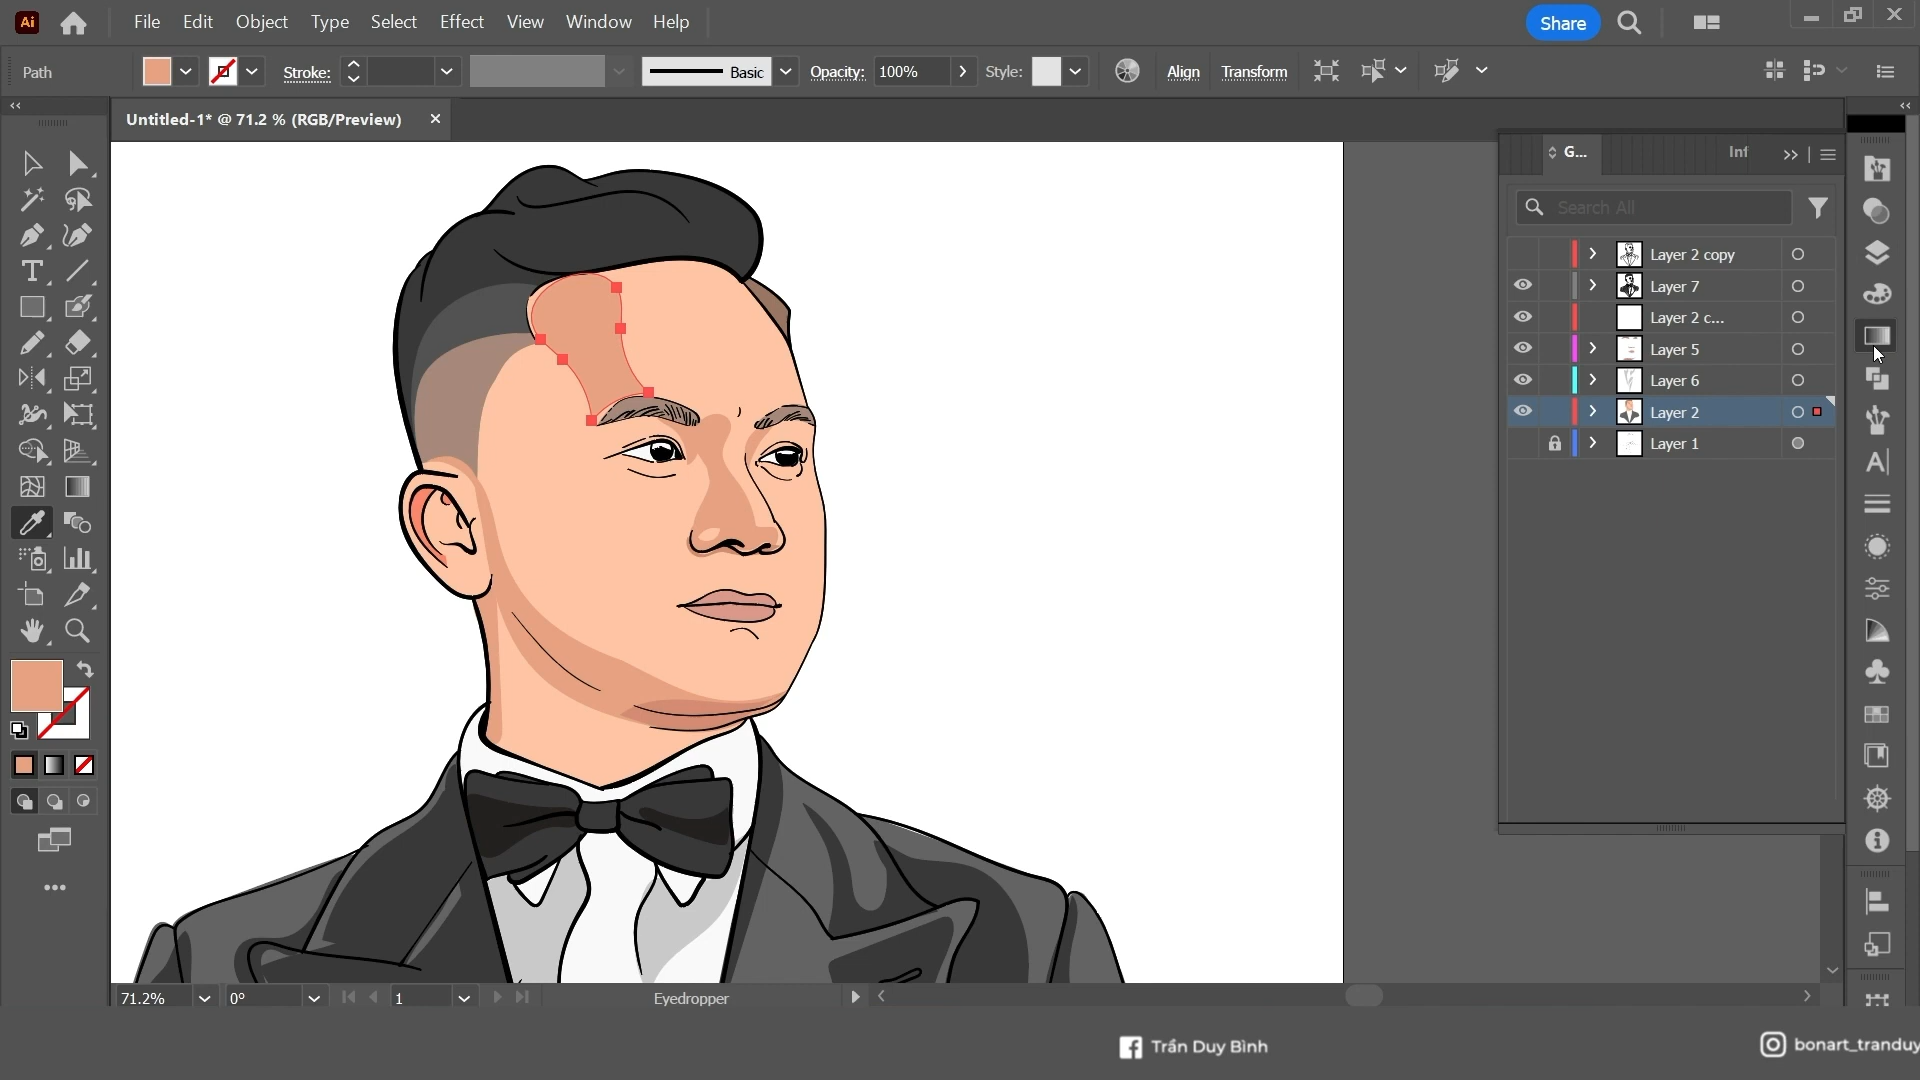 Ai File Edit Object Type Select Effect View Window Help Share
Path Stroke: Basic Opacity: 100% Style: Align Transform
Untitled-1* @ 71.2 % (RGB/Preview)
G... Inf
Search All
Layer 2 copy
Layer 7
Layer 2 c...
Layer 5
Layer 6
Layer 2
Layer 1
71.2% 0° 1 Eyedropper
Trần Duy Bình
bonart_tranduy